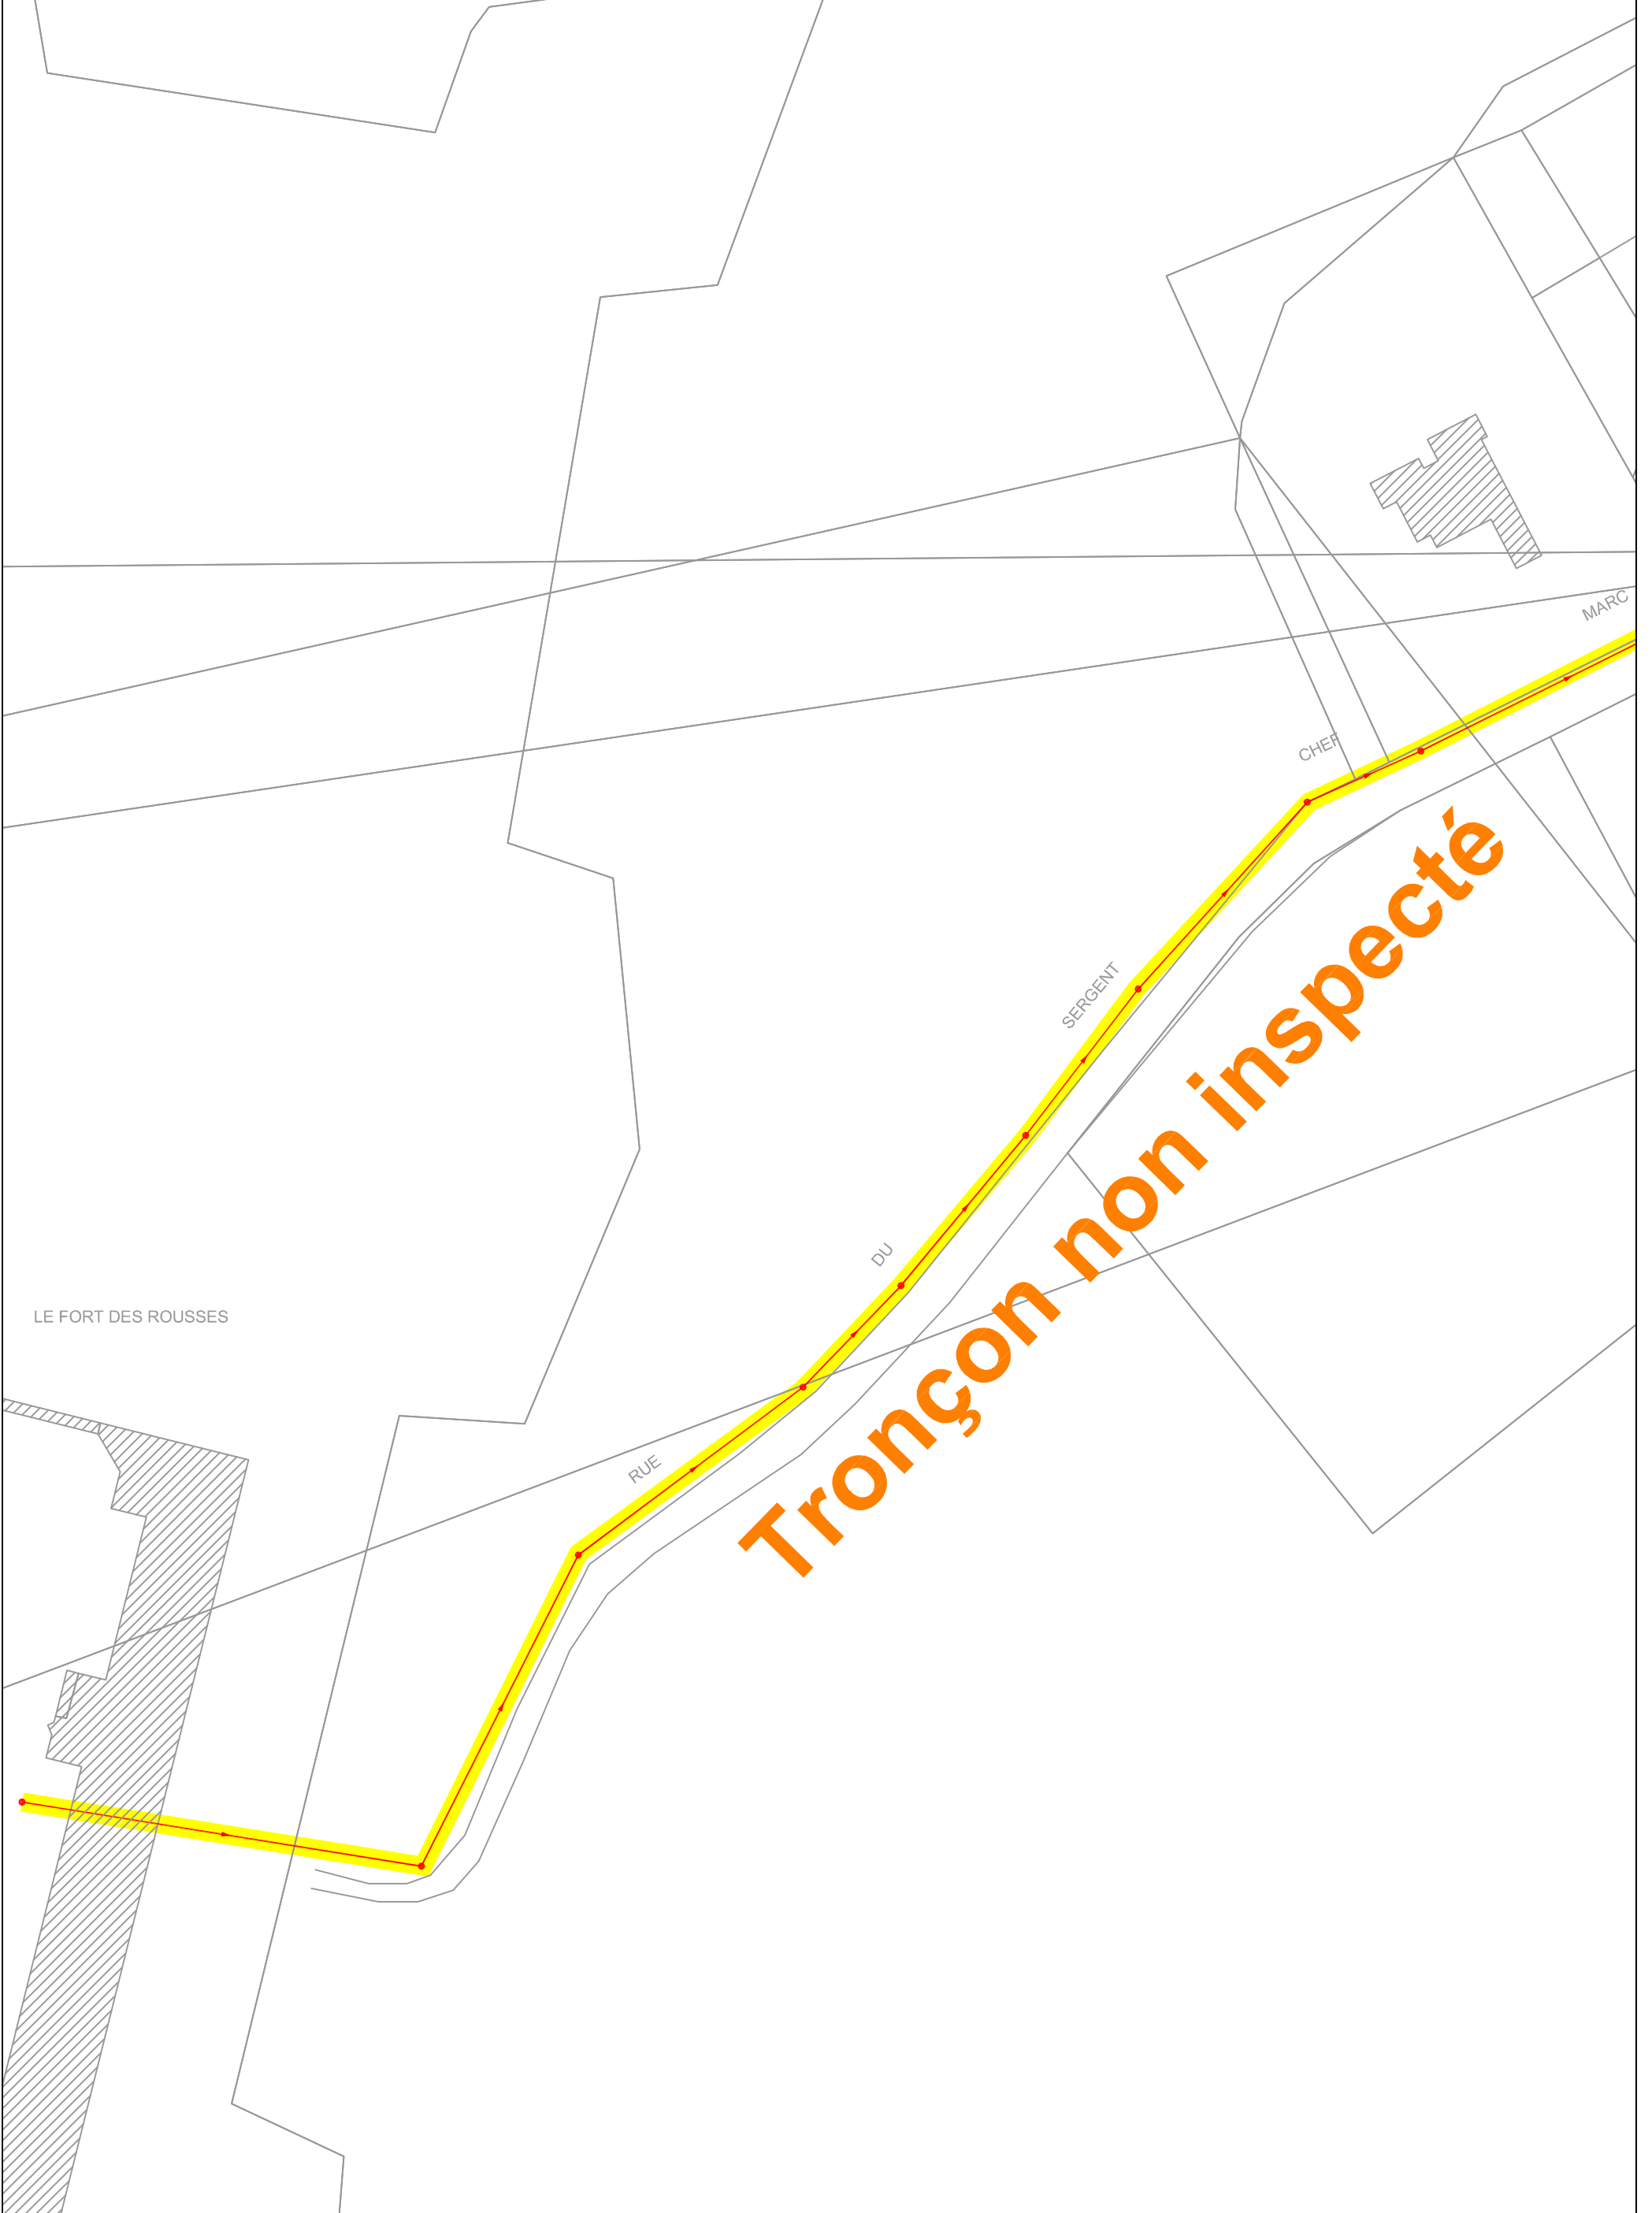 MARC
CHEF
SERGENT
DU
RUE
Tronçon non inspecté
LE FORT DES ROUSSES